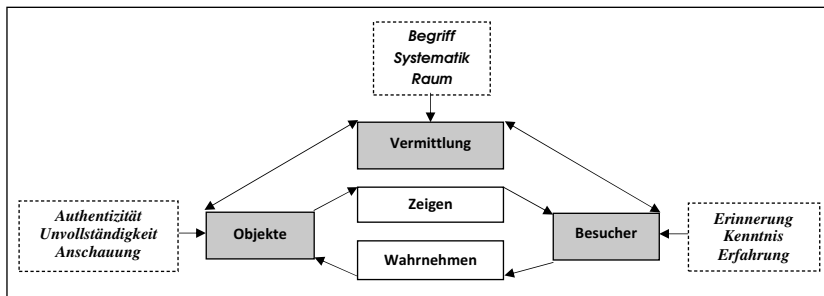 Begriff
Systematik
Raum
Vermittlung
Authentizität
Unvollständigkeit
Anschauung
Objekte
Zeigen
Wahrnehmen
Besucher
Erinnerung
Kenntnis
Erfahrung